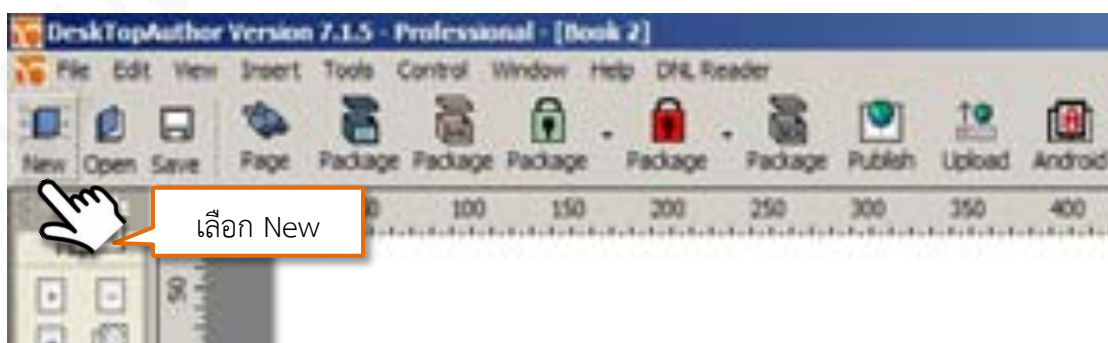 DeskTopAuthor Version 7.1.5 - Professional - [Book 2]
File Edit View Insert Tools Control Window Help DNL Reader
New Open Save Page Package Package Package Package Package Publish Upload Android
100 150 200 250 300 350 400
เลือก New
50